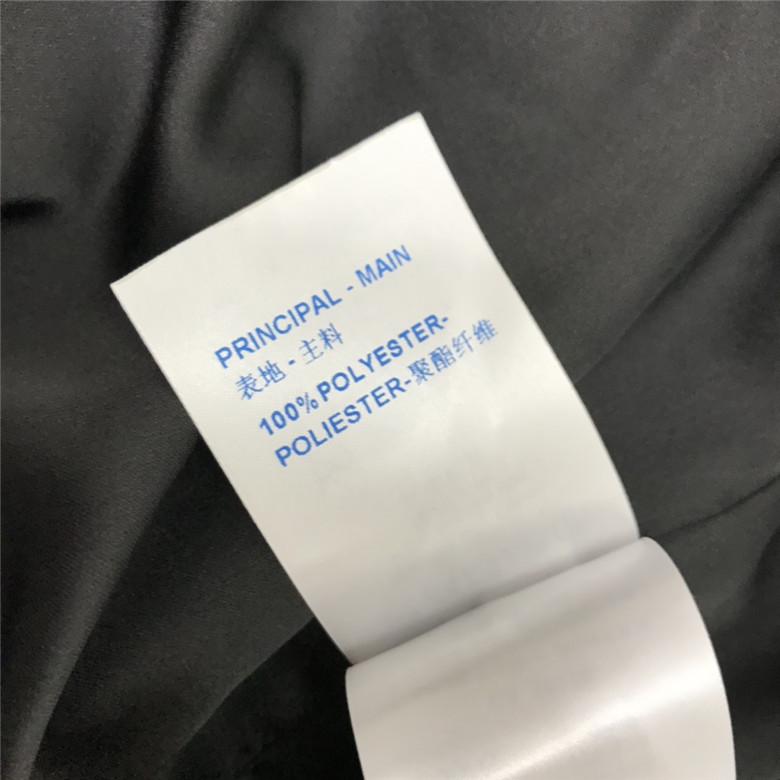 PRINCIPAL - MAIN
表地 - 主料
100% POLYESTER-
POLIESTER-聚酯纤维